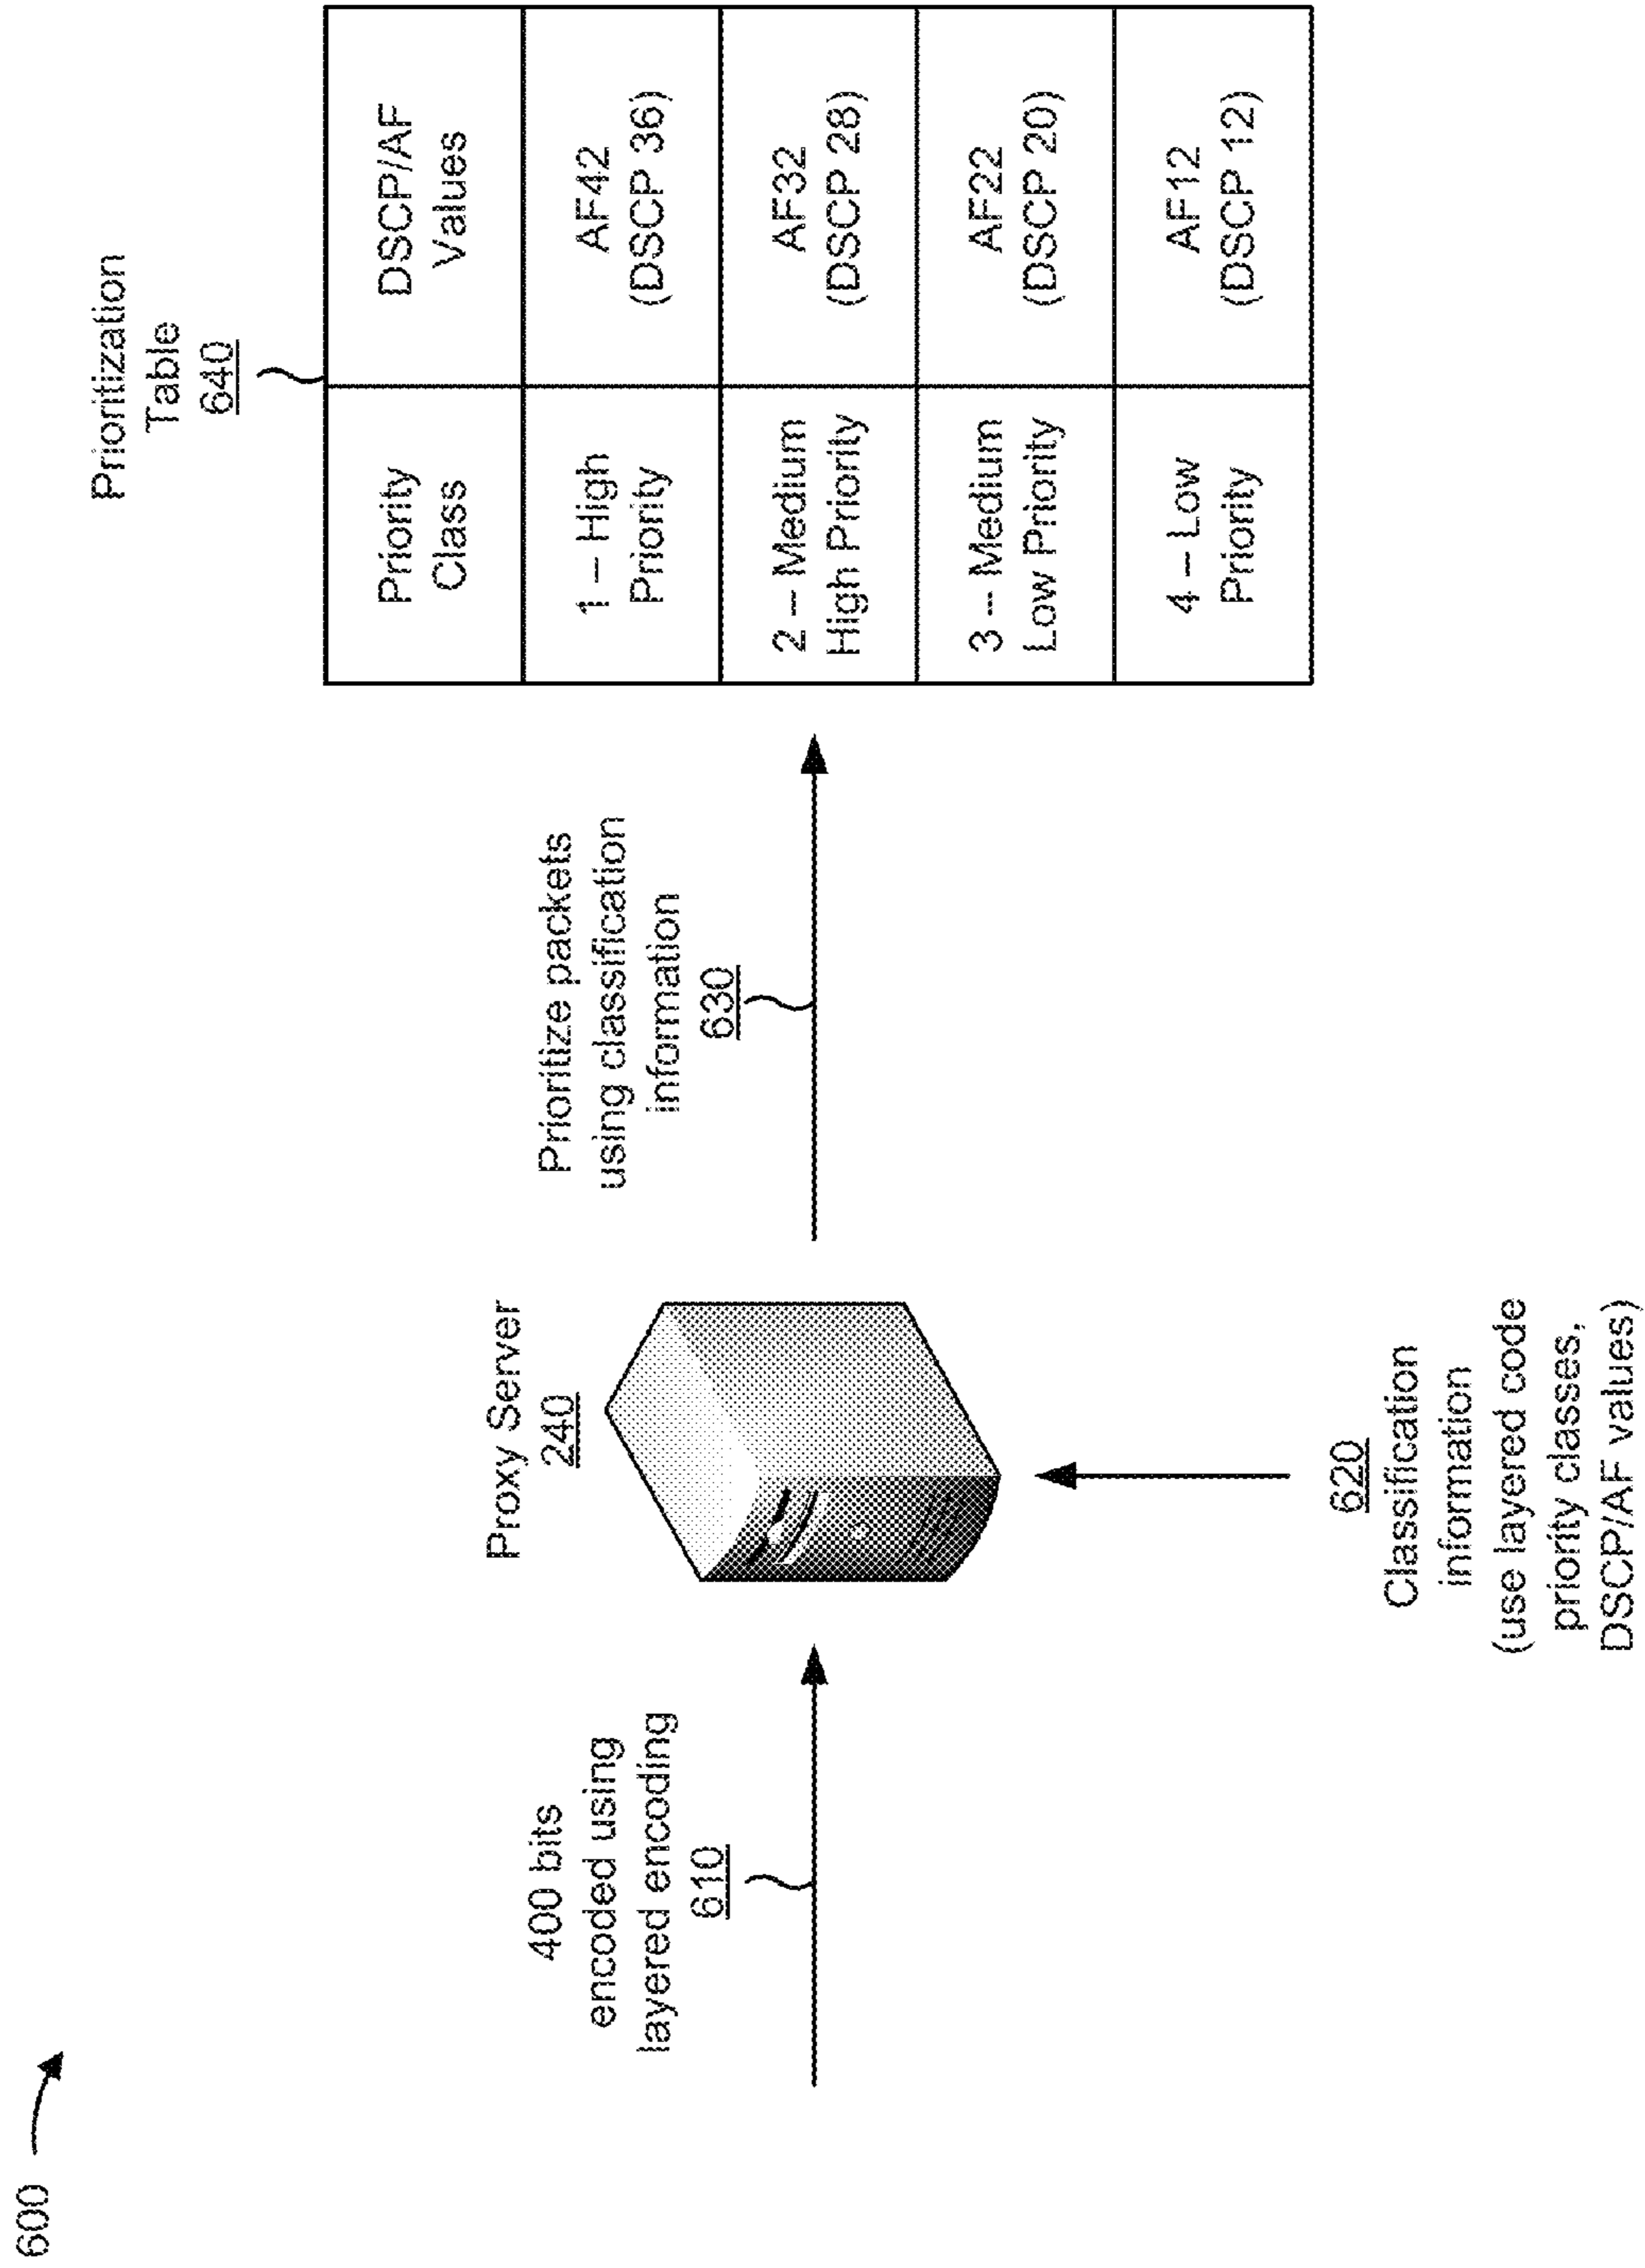 600
400 bits
encoded using
layered encoding
610
Proxy Server
240
620
Classification
information
(use layered code
priority classes,
DSCP/AF values)
Prioritize packets
using classification
information
630
Prioritization
Table
640
Priority
Class
DSCP/AF
Values
1 – High
Priority
AF42
(DSCP 36)
2 – Medium
High Priority
AF32
(DSCP 28)
3 – Medium
Low Priority
AF22
(DSCP 20)
4 – Low
Priority
AF12
(DSCP 12)